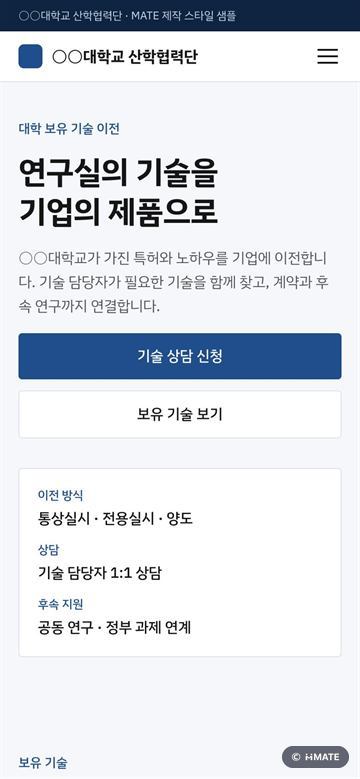 ○○대학교 산학협력단 · MATE 제작 스타일 샘플
○○대학교 산학협력단
대학 보유 기술 이전
연구실의 기술을
기업의 제품으로
○○대학교가 가진 특허와 노하우를 기업에 이전합니
다. 기술 담당자가 필요한 기술을 함께 찾고, 계약과 후
속 연구까지 연결합니다.
기술 상담 신청
보유 기술 보기
이전 방식
통상실시 · 전용실시 · 양도
상담
기술 담당자 1:1 상담
후속 지원
공동 연구 · 정부 과제 연계
보유 기술
© MATE